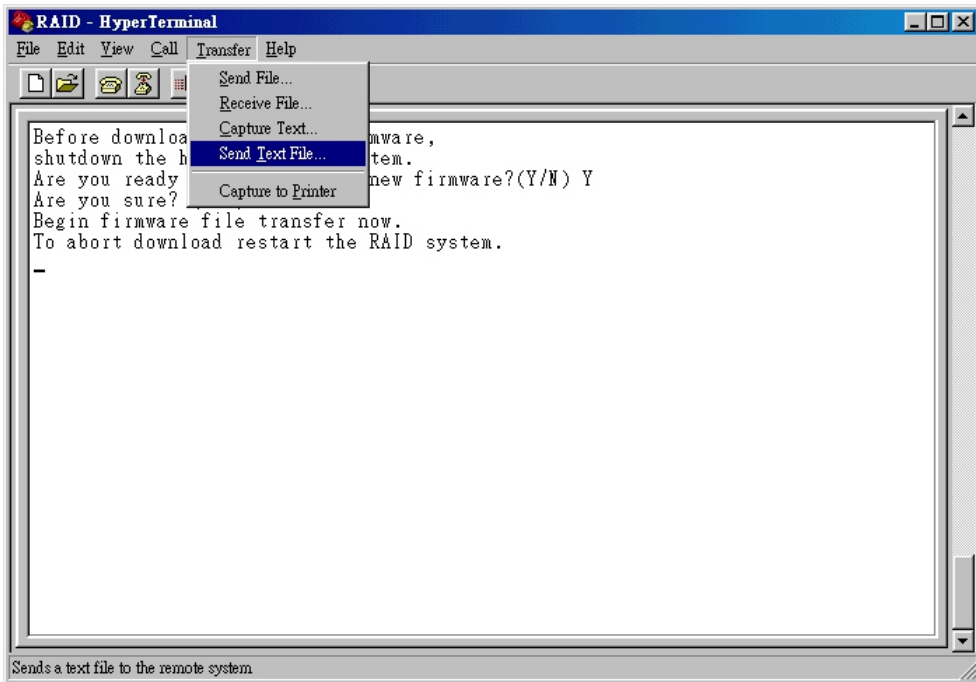 RAID - HyperTerminal
File Edit View Call Transfer Help
Send File...
Receive File...
Capture Text...
Send Text File...
Capture to Printer
Before downloa mware,
shutdown the h tem.
Are you ready new firmware?(Y/N) Y
Are you sure?
Begin firmware file transfer now.
To abort download restart the RAID system.
Sends a text file to the remote system